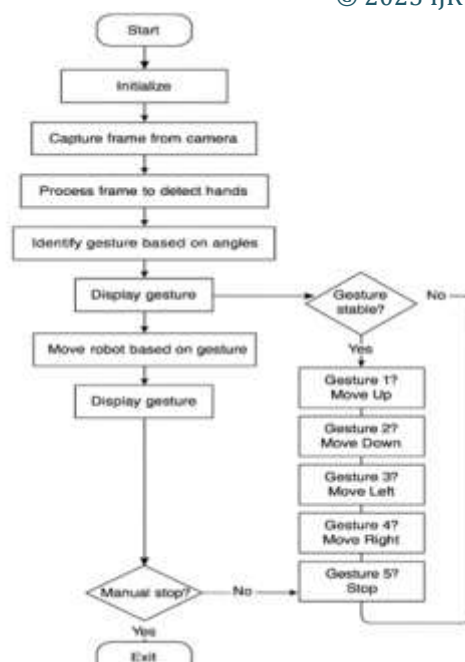 © 2025 IJR
Start
Initialize
Capture frame from camera
Process frame to detect hands
Identify gesture based on angles
Display gesture
Gesture
stable?
No
Yes
Move robot based on gesture
Display gesture
Gesture 1?
Move Up
Gesture 2?
Move Down
Gesture 3?
Move Left
Gesture 4?
Move Right
Gesture 5?
Stop
Manual stop?
No
Yes
Exit